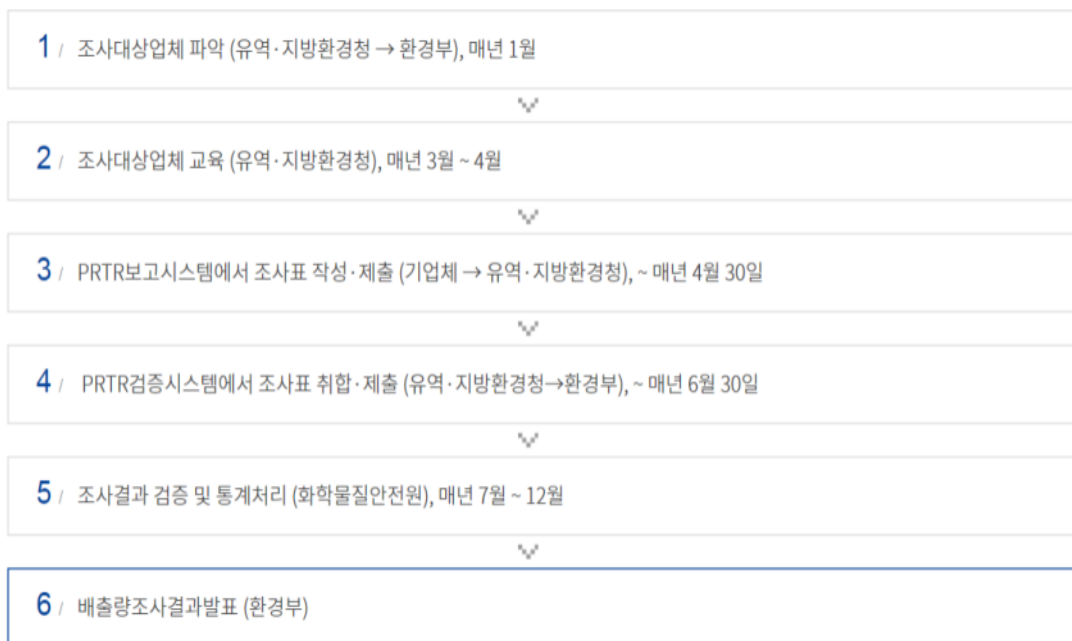 1 / 조사대상업체 파악 (유역·지방환경청 → 환경부), 매년 1월
2 / 조사대상업체 교육 (유역·지방환경청), 매년 3월 ~ 4월
3 / PRTR보고시스템에서 조사표 작성·제출 (기업체 → 유역·지방환경청), ~ 매년 4월 30일
4 / PRTR검증시스템에서 조사표 취합·제출 (유역·지방환경청→환경부), ~ 매년 6월 30일
5 / 조사결과 검증 및 통계처리 (화학물질안전원), 매년 7월 ~ 12월
6 / 배출량조사결과발표 (환경부)